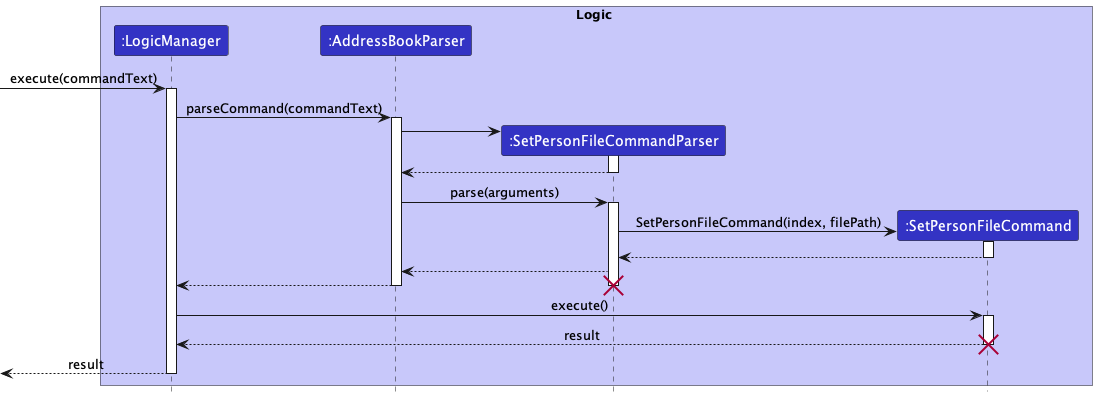 Logic
:LogicManager
:AddressBookParser
execute(commandText)
parseCommand(commandText)
:SetPersonFileCommandParser
parse(arguments)
SetPersonFileCommand(index, filePath)
:SetPersonFileCommand
execute()
result
result